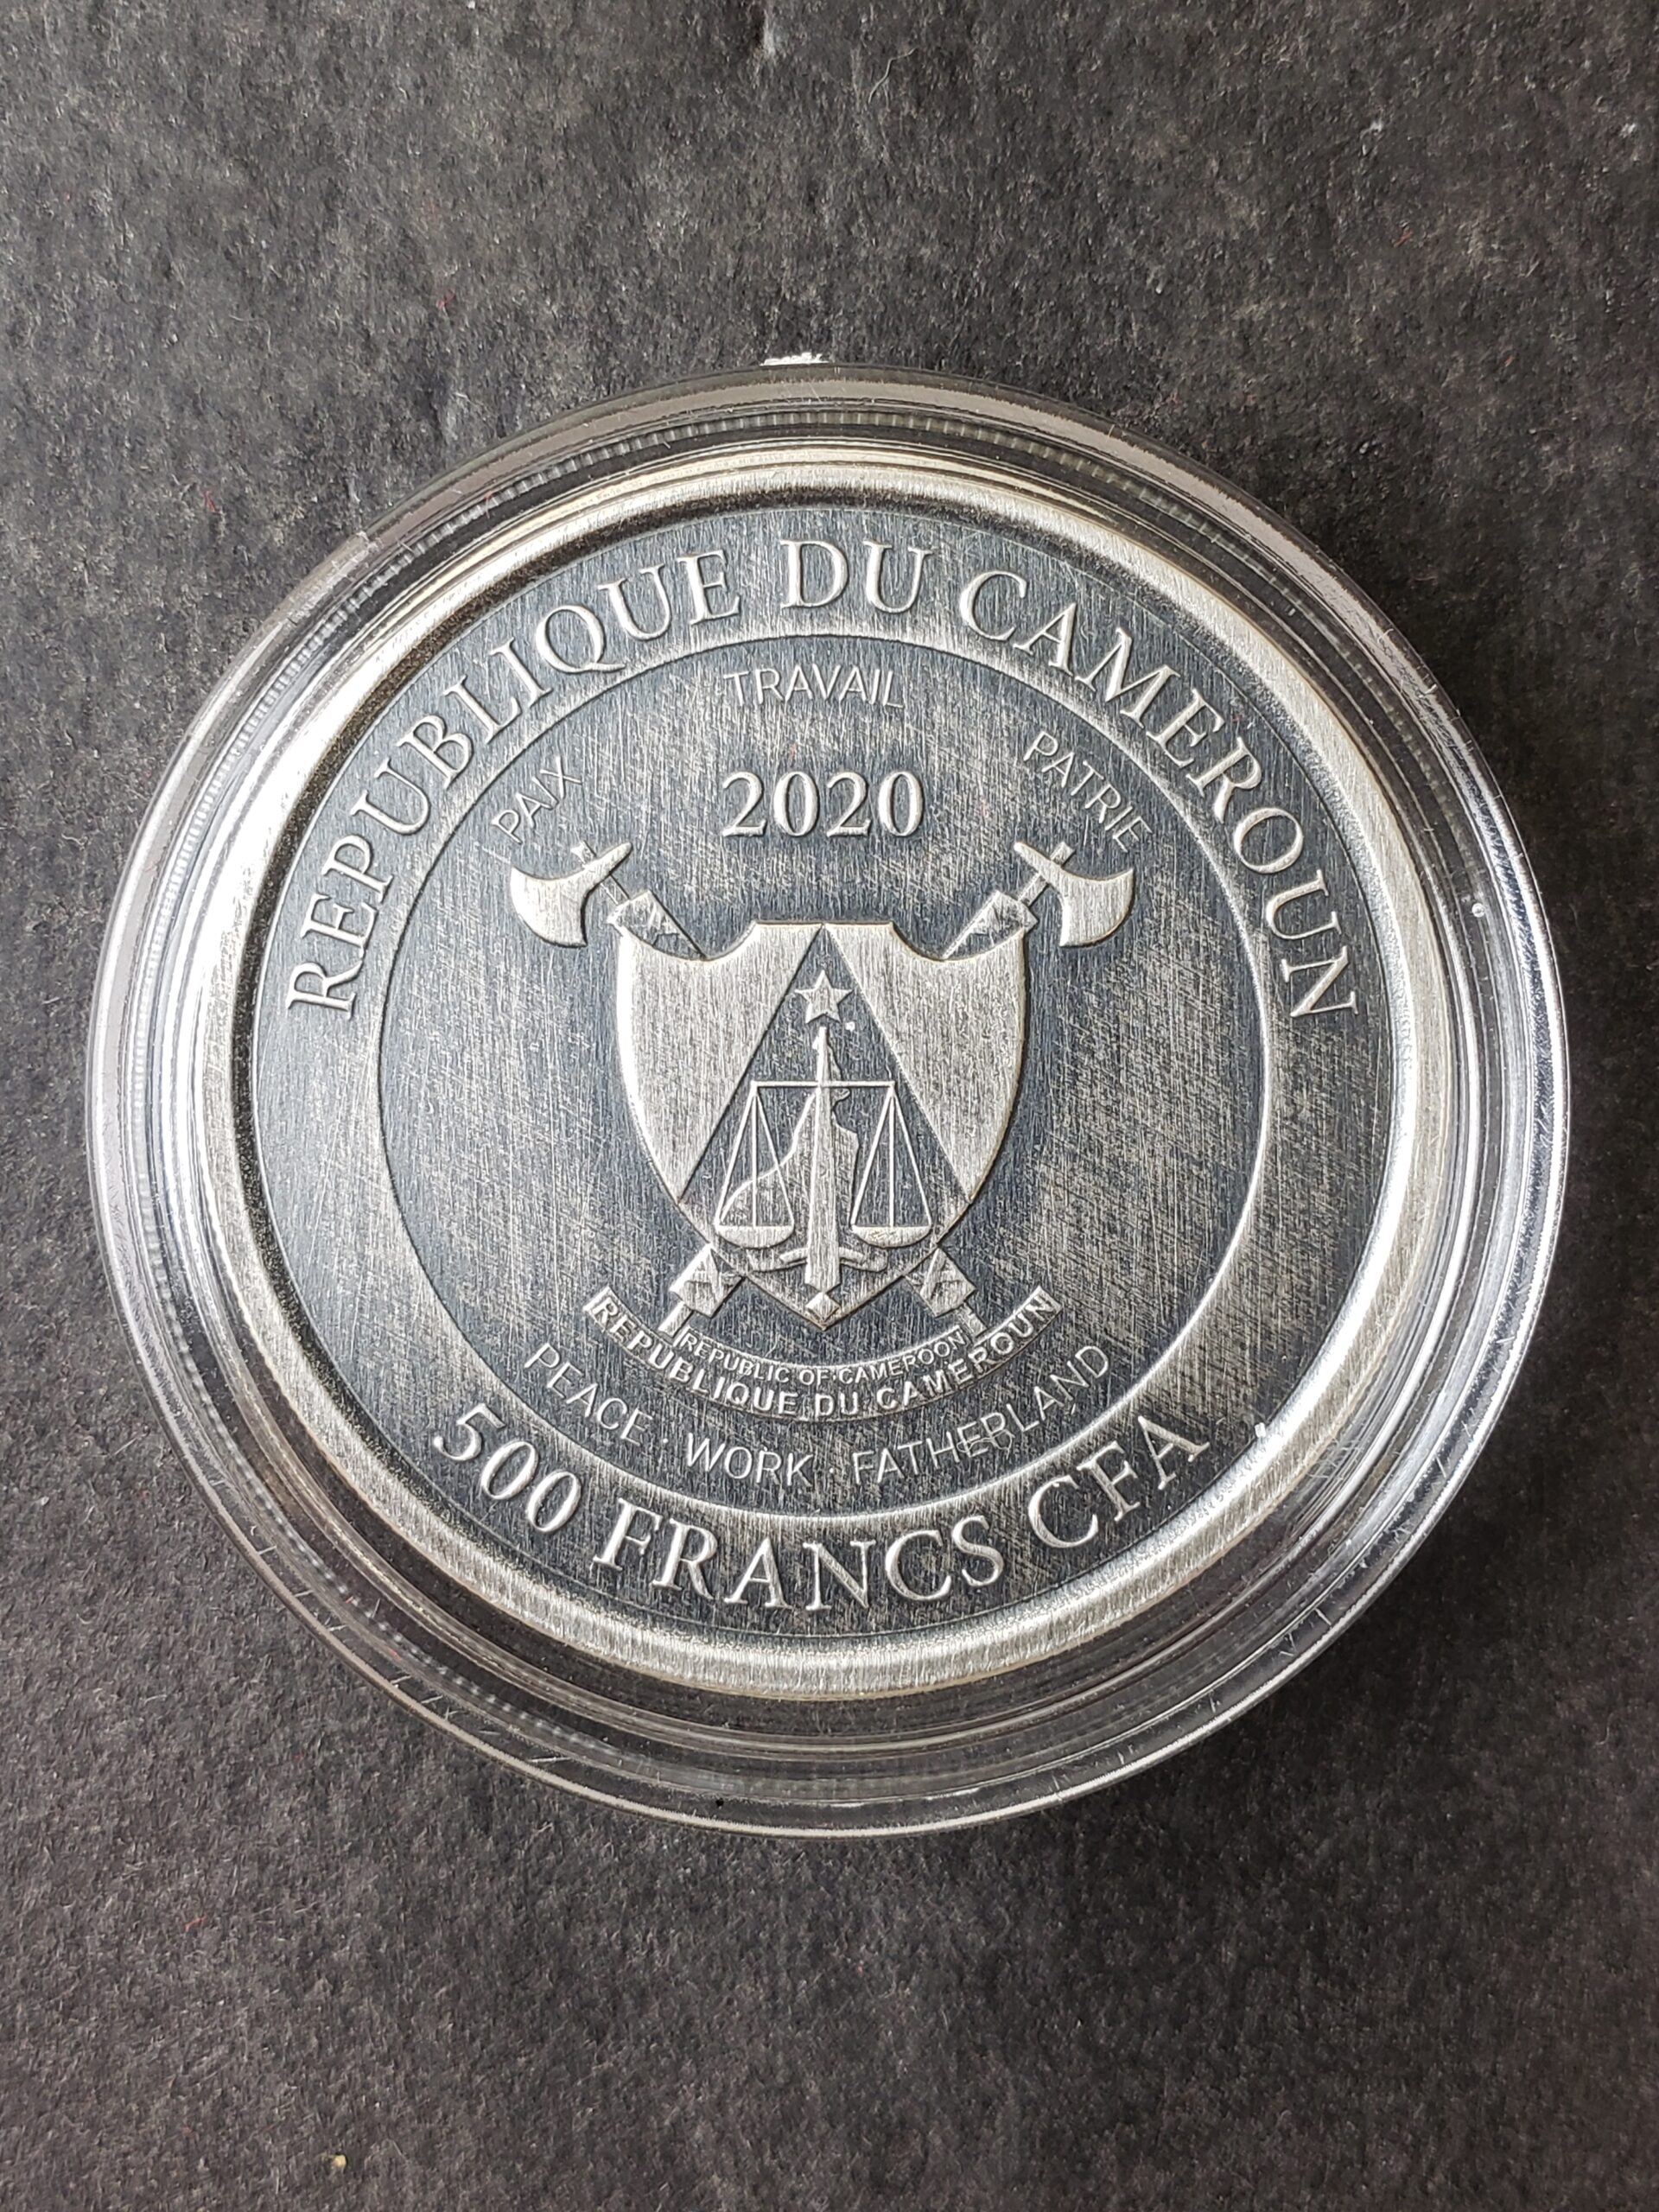 REPUBLIQUE DU CAMEROUN
PAIX TRAVAIL PATRIE
2020
REPUBLIC OF CAMEROON
REPUBLIQUE DU CAMEROUN
PEACE · WORK · FATHERLAND
500 FRANCS CFA